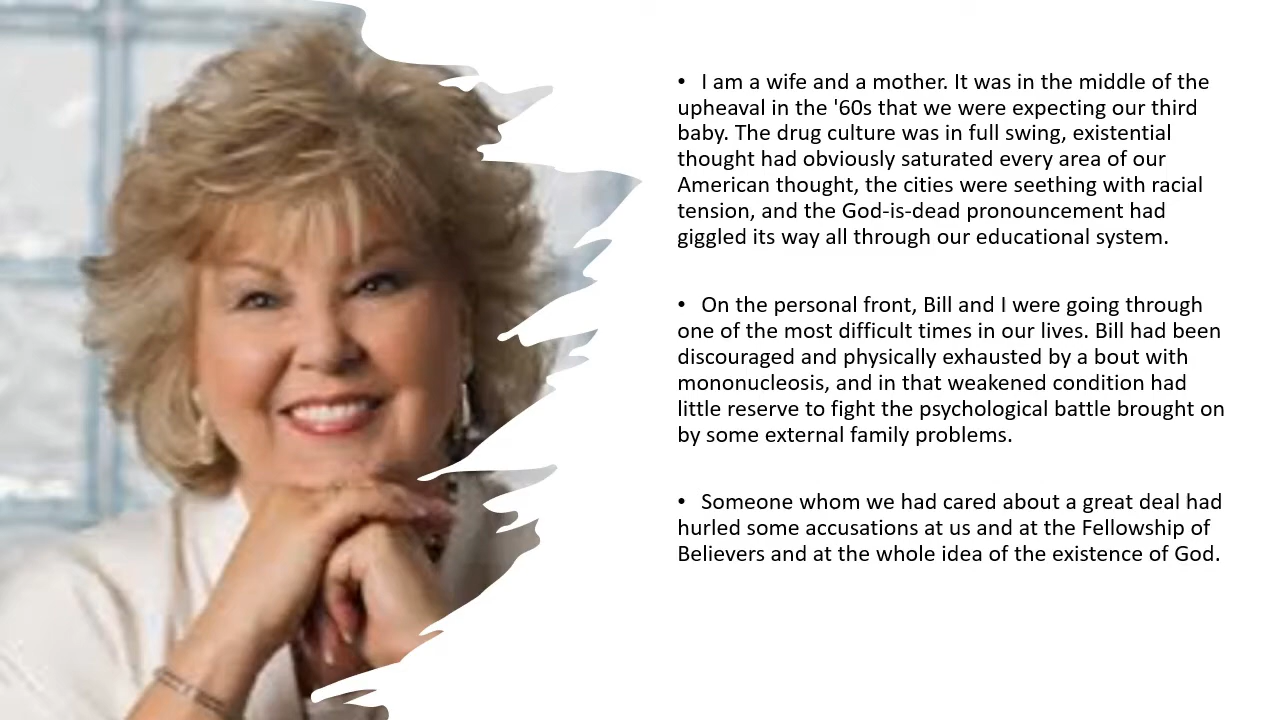 • I am a wife and a mother. It was in the middle of the
upheaval in the '60s that we were expecting our third
baby. The drug culture was in full swing, existential
thought had obviously saturated every area of our
American thought, the cities were seething with racial
tension, and the God-is-dead pronouncement had
giggled its way all through our educational system.
• On the personal front, Bill and I were going through
one of the most difficult times in our lives. Bill had been
discouraged and physically exhausted by a bout with
mononucleosis, and in that weakened condition had
little reserve to fight the psychological battle brought on
by some external family problems.
• Someone whom we had cared about a great deal had
hurled some accusations at us and at the Fellowship of
Believers and at the whole idea of the existence of God.